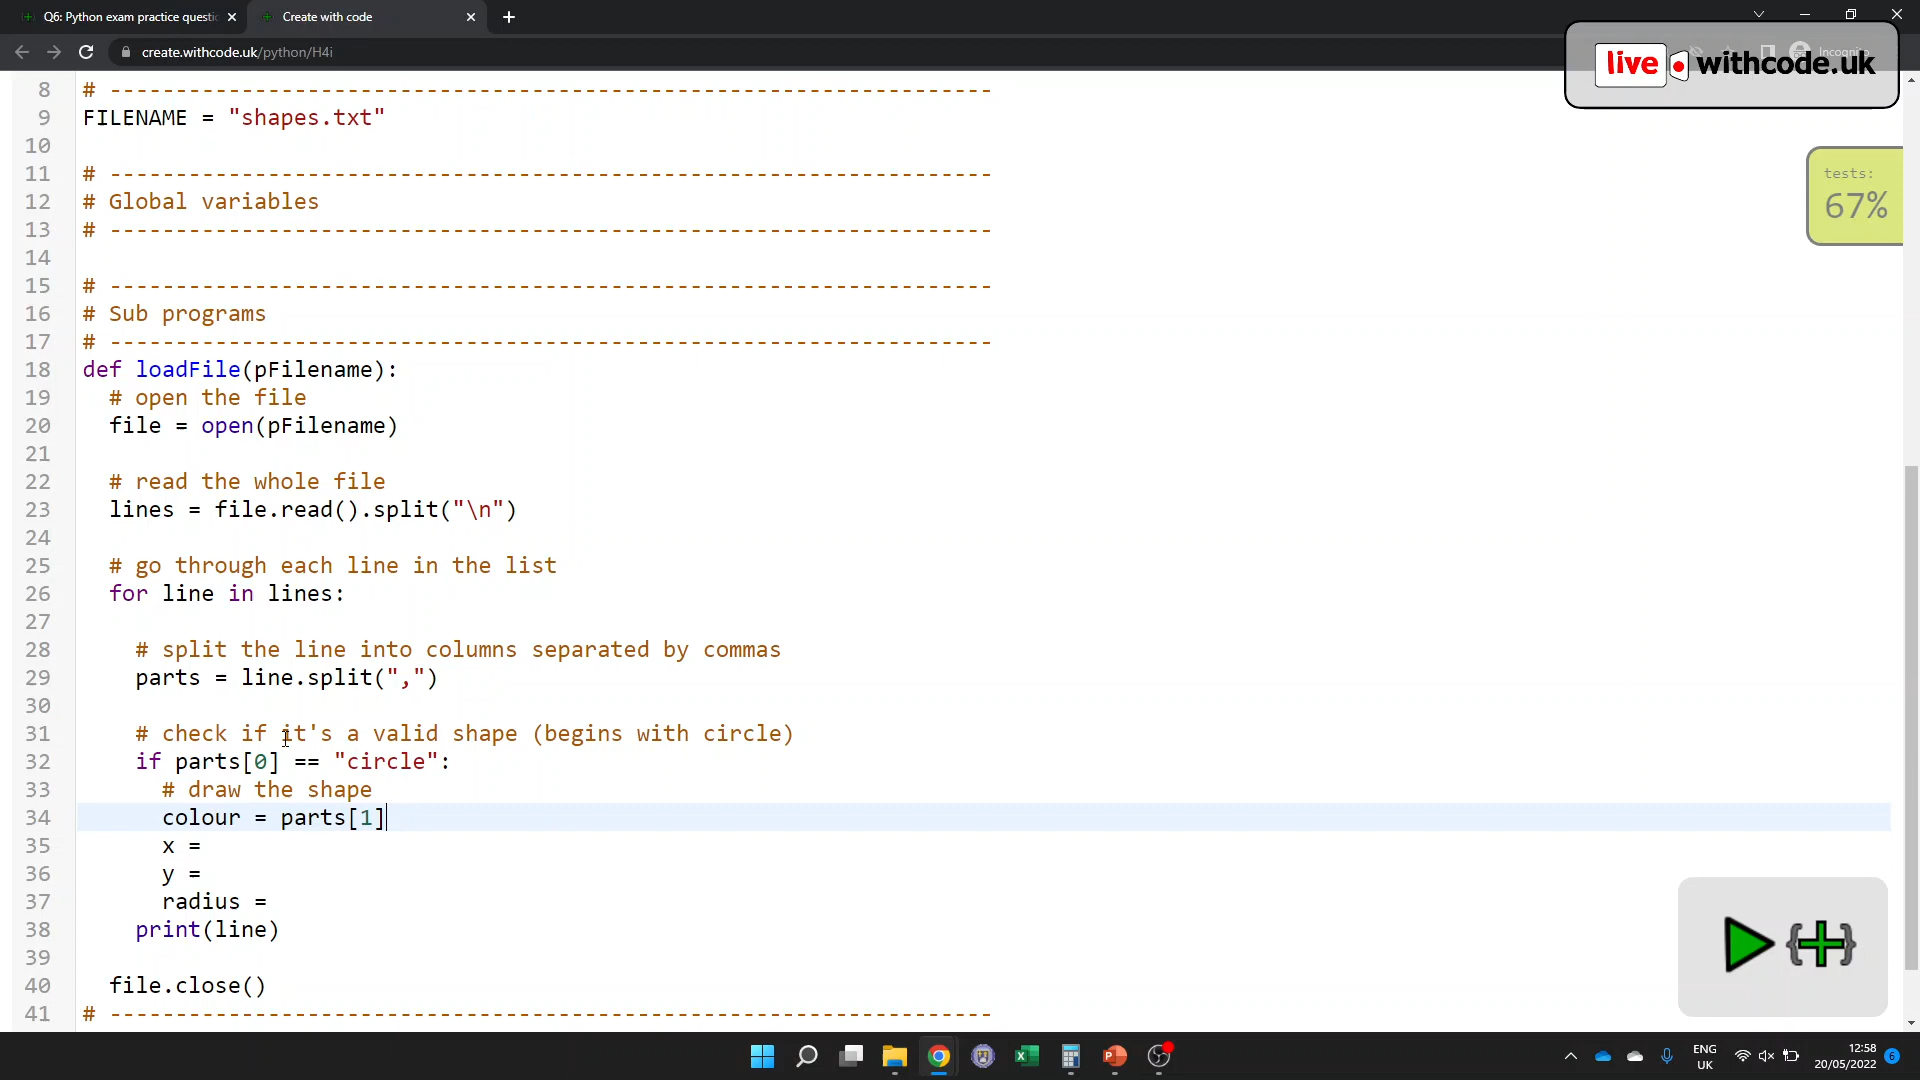 Q6: Python exam practice questi
Create with code
create.withcode.uk/python/H4i
Incognito
live withcode.uk
tests:
67%
8 # -------------------------------------------------------------------
9 FILENAME = "shapes.txt"
10
11 # -------------------------------------------------------------------
12 # Global variables
13 # -------------------------------------------------------------------
14
15 # -------------------------------------------------------------------
16 # Sub programs
17 # -------------------------------------------------------------------
18 def loadFile(pFilename):
19 # open the file
20 file = open(pFilename)
21
22 # read the whole file
23 lines = file.read().split("\n")
24
25 # go through each line in the list
26 for line in lines:
27
28 # split the line into columns separated by commas
29 parts = line.split(",")
30
31 # check if it's a valid shape (begins with circle)
32 if parts[0] == "circle":
33 # draw the shape
34 colour = parts[1]
35 x =
36 y =
37 radius =
38 print(line)
39
40 file.close()
41 # -------------------------------------------------------------------
ENG
UK
12:58
20/05/2022
6